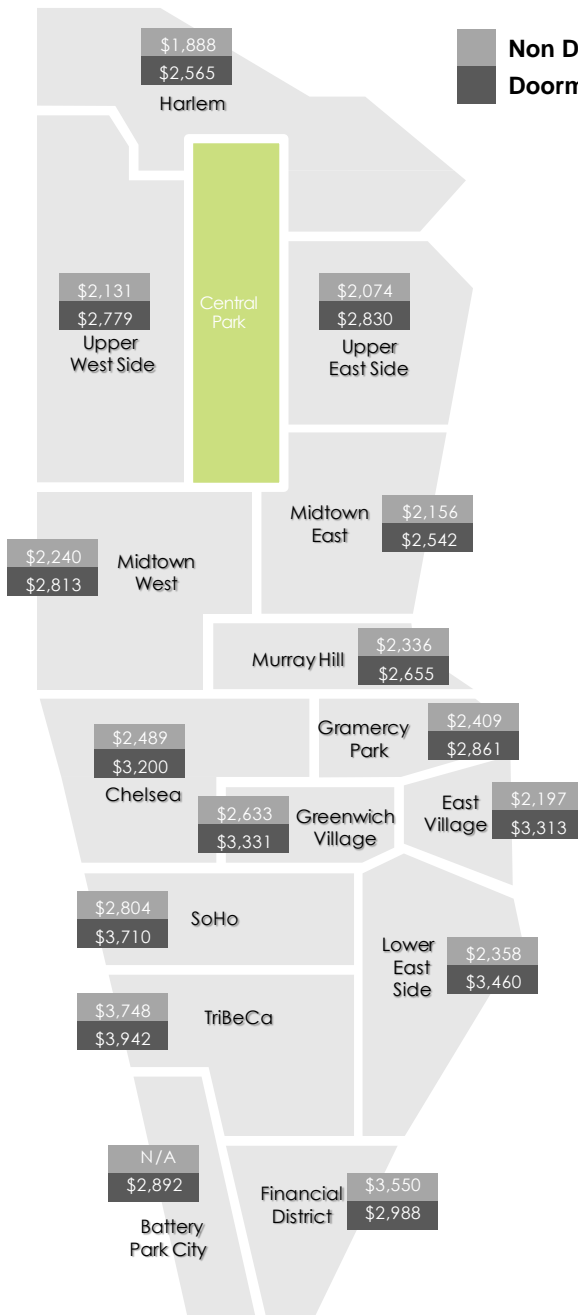 $1,888
$2,565
Harlem
Non D
Doorm
$2,131
$2,779
Upper
West Side
Central
Park
$2,074
$2,830
Upper
East Side
Midtown
East
$2,156
$2,542
$2,240
$2,813
Midtown
West
Murray Hill
$2,336
$2,655
$2,489
$3,200
Chelsea
Gramercy
Park
$2,409
$2,861
$2,633
$3,331
Greenwich
Village
East
Village
$2,197
$3,313
$2,804
$3,710
SoHo
Lower
East
Side
$2,358
$3,460
$3,748
$3,942
TriBeCa
N/A
$2,892
Battery
Park City
Financial
District
$3,550
$2,988